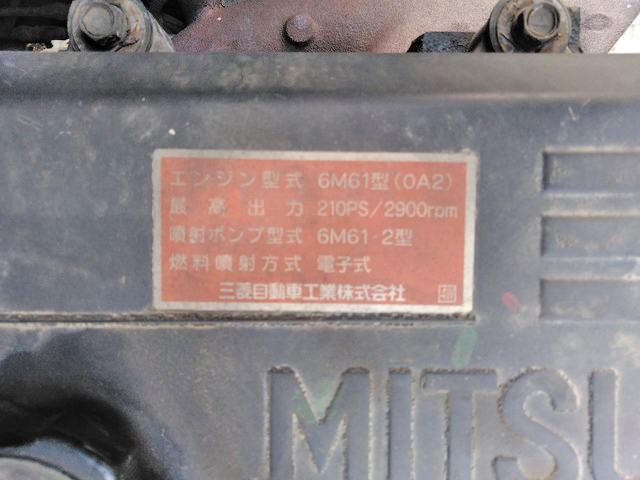 エンジン型式 6M61型(0A2)
最高出力 210PS/2900rpm
噴射ポンプ型式 6M61-2型
燃料噴射方式 電子式
三菱自動車工業株式会社
MITSU